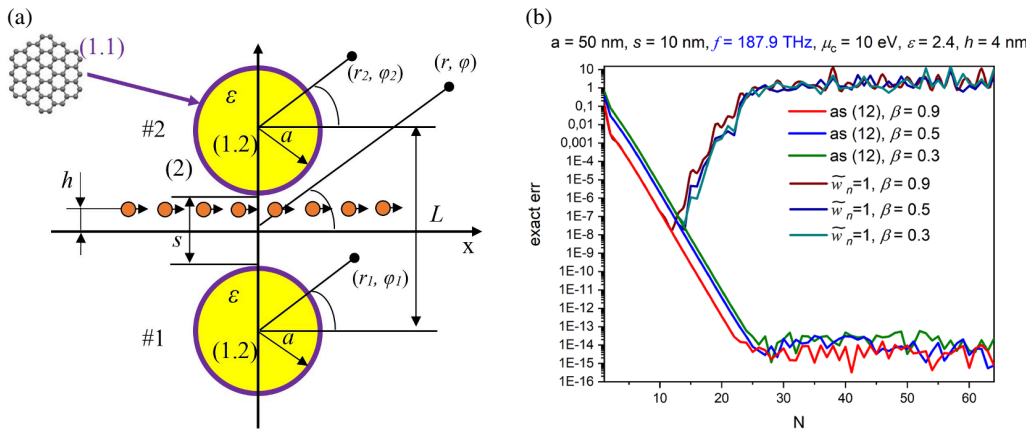 (a)
(1.1)
(r₂, φ₂)
(r, φ)
ε
#2
(1.2)
a
(2)
h
L
s
x
(r₁, φ₁)
ε
#1
(1.2)
a
(b)
a = 50 nm, s = 10 nm, f = 187.9 THz, μc = 10 eV, ε = 2.4, h = 4 nm
10
1
0,1
0,01
0,001
1E-4
1E-5
1E-6
1E-7
1E-8
1E-9
1E-10
1E-11
1E-12
1E-13
1E-14
1E-15
1E-16
exact err
as (12), β = 0.9
as (12), β = 0.5
as (12), β = 0.3
w̃ₙ=1, β = 0.9
w̃ₙ=1, β = 0.5
w̃ₙ=1, β = 0.3
10 20 30 40 50 60
N